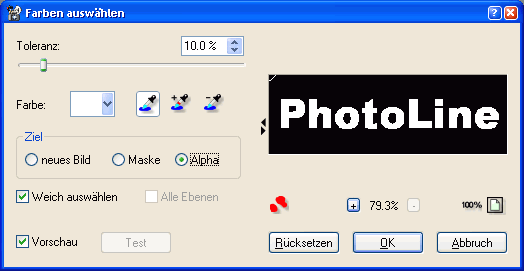 Farben auswählen
Toleranz: 10.0 %
Farbe:
Ziel
neues Bild Maske Alpha
Weich auswählen Alle Ebenen
Vorschau Test
PhotoLine
79.3% 100%
Rücksetzen OK Abbruch